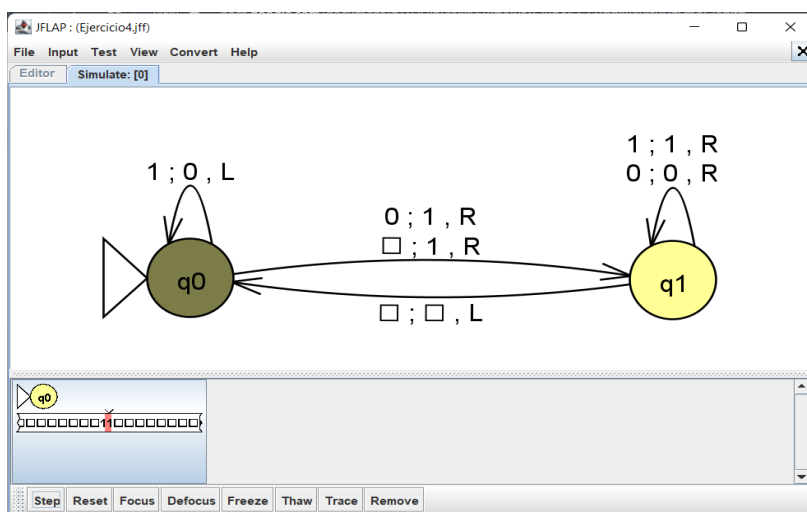 JFLAP : (Ejercicio4.jff)
File Input Test View Convert Help
Editor Simulate: [0]
1 ; 1 , R
0 ; 0 , R
1 ; 0 , L
0 ; 1 , R
□ ; 1 , R
q0
q1
□ ; □ , L
q0
□□□□□□□□11□□□□□□□□□
Step Reset Focus Defocus Freeze Thaw Trace Remove